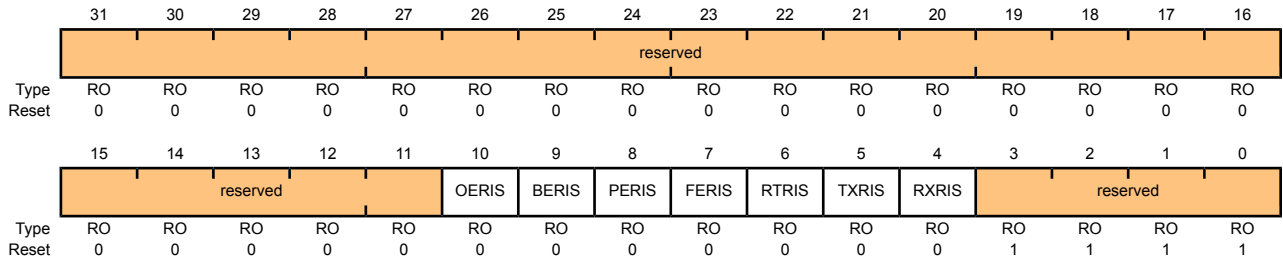 31 30 29 28 27 26 25 24 23 22 21 20 19 18 17 16
reserved
Type RO RO RO RO RO RO RO RO RO RO RO RO RO RO RO RO
Reset 0 0 0 0 0 0 0 0 0 0 0 0 0 0 0 0
15 14 13 12 11 10 9 8 7 6 5 4 3 2 1 0
reserved OERIS BERIS PERIS FERIS RTRIS TXRIS RXRIS reserved
Type RO RO RO RO RO RO RO RO RO RO RO RO RO RO RO RO
Reset 0 0 0 0 0 0 0 0 0 0 0 0 1 1 1 1